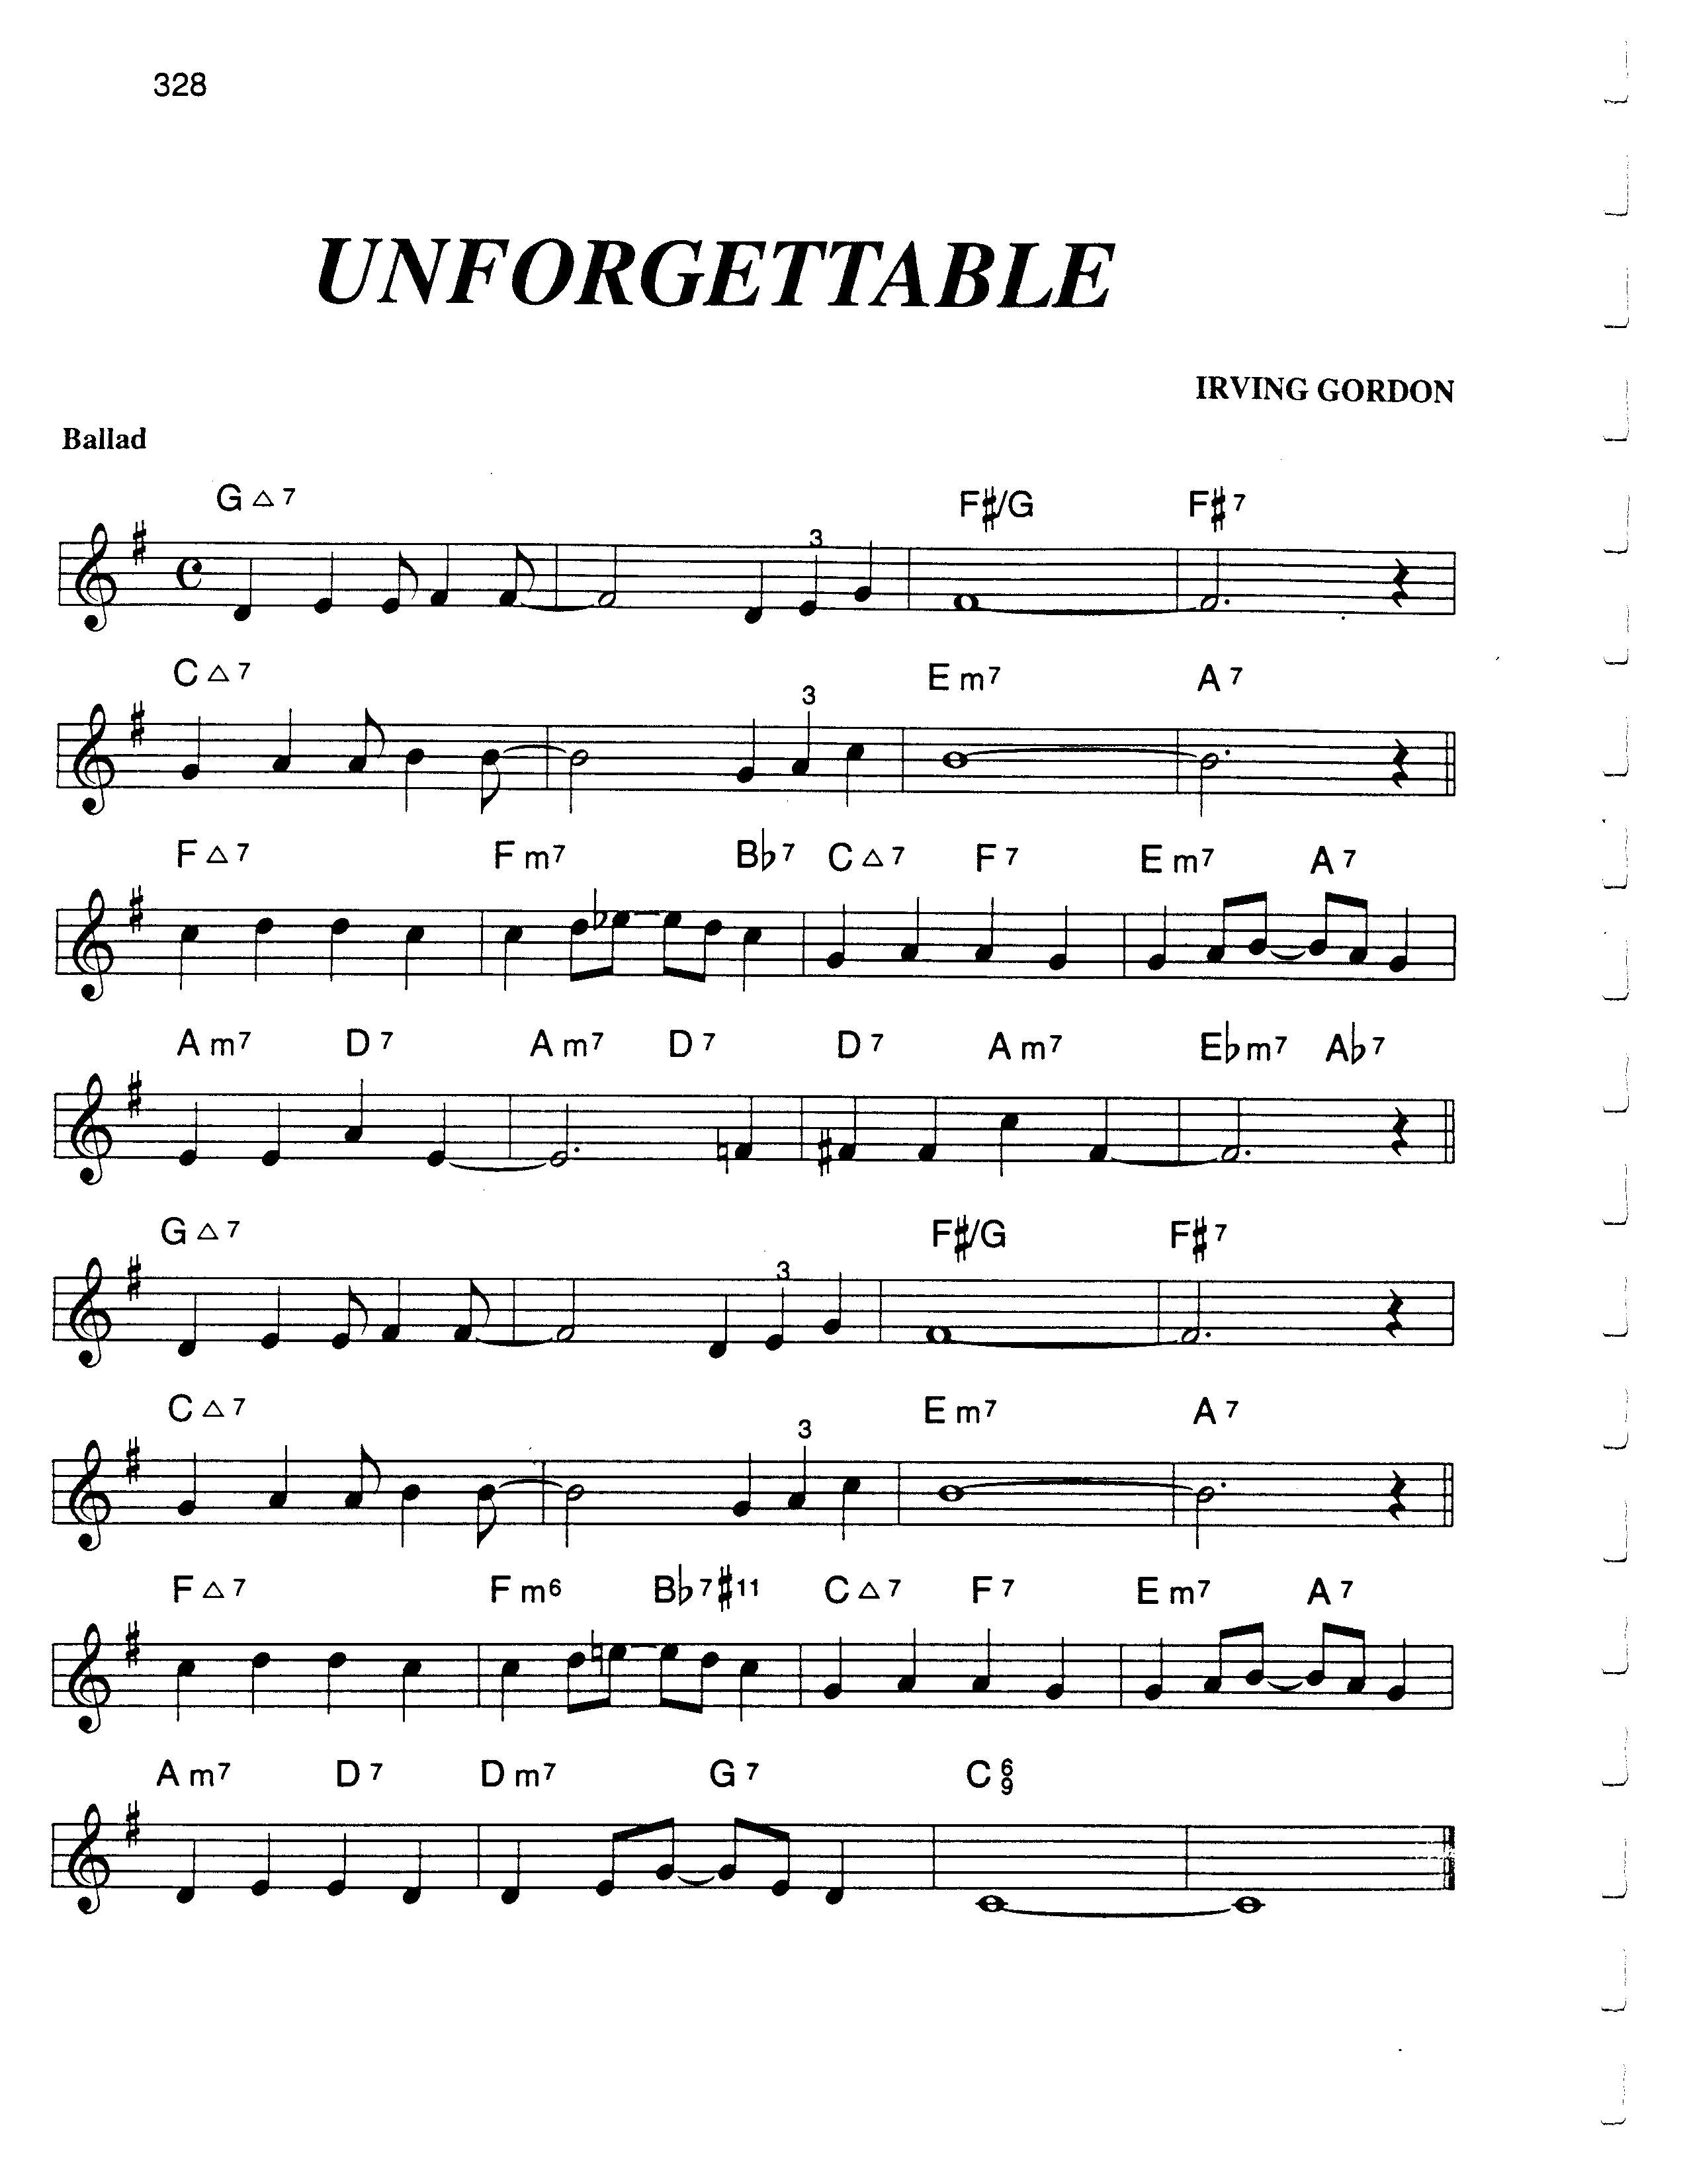 328
UNFORGETTABLE
IRVING GORDON
Ballad
G△7 F♯/G F♯7
3
C△7 Em7 A7
3
F△7 Fm7 B♭7 C△7 F7 Em7 A7
Am7 D7 Am7 D7 D7 Am7 E♭m7 A♭7
G△7 F♯/G F♯7
3
C△7 Em7 A7
3
F△7 Fm6 B♭7♯11 C△7 F7 Em7 A7
Am7 D7 Dm7 G7 C6/9